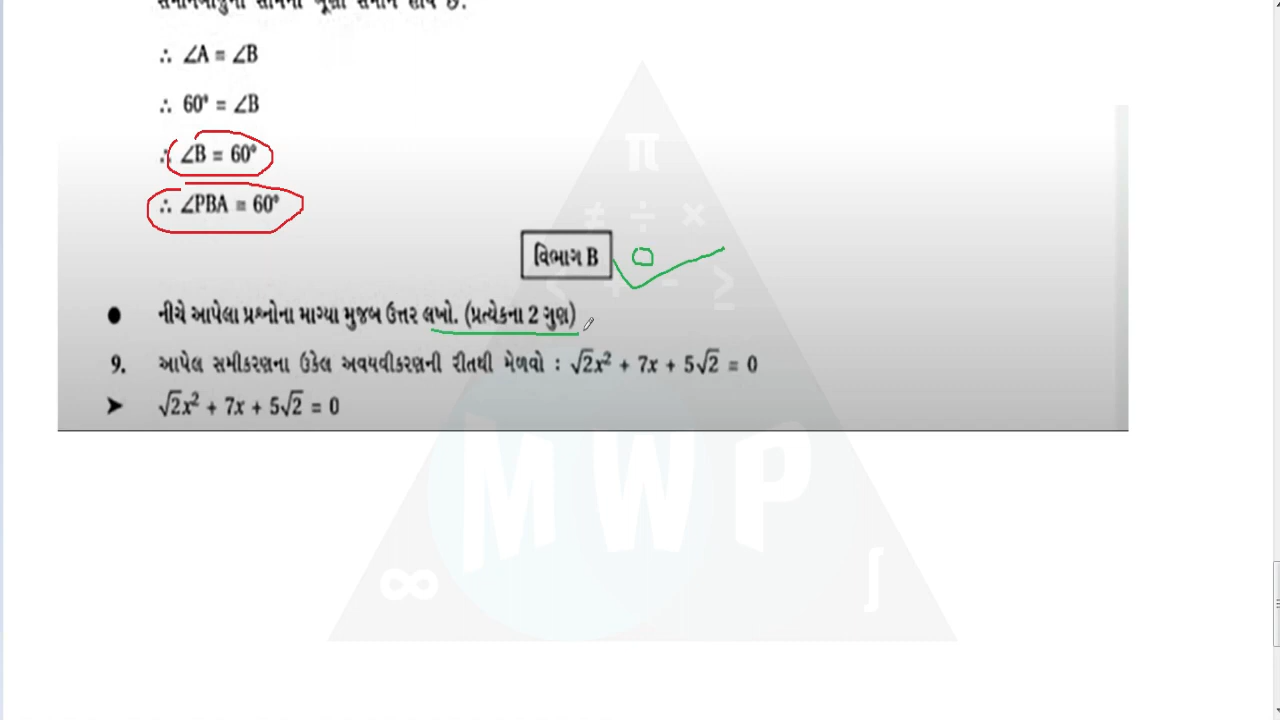 ∴ ∠A = ∠B
∴ 60° = ∠B
∴ ∠B = 60°
∴ ∠PBA = 60°
વિભાગ B
● નીચે આપેલા પ્રશ્નોના માગ્યા મુજબ ઉત્તર લખો. (પ્રત્યેકના 2 ગુણ)
9. આપેલ સમીકરણના ઉકેલ અવયવીકરણની રીતથી મેળવો : √2x² + 7x + 5√2 = 0
➤ √2x² + 7x + 5√2 = 0
π
≠ ÷ ×
< + - ≥
MWP
∞ ∫